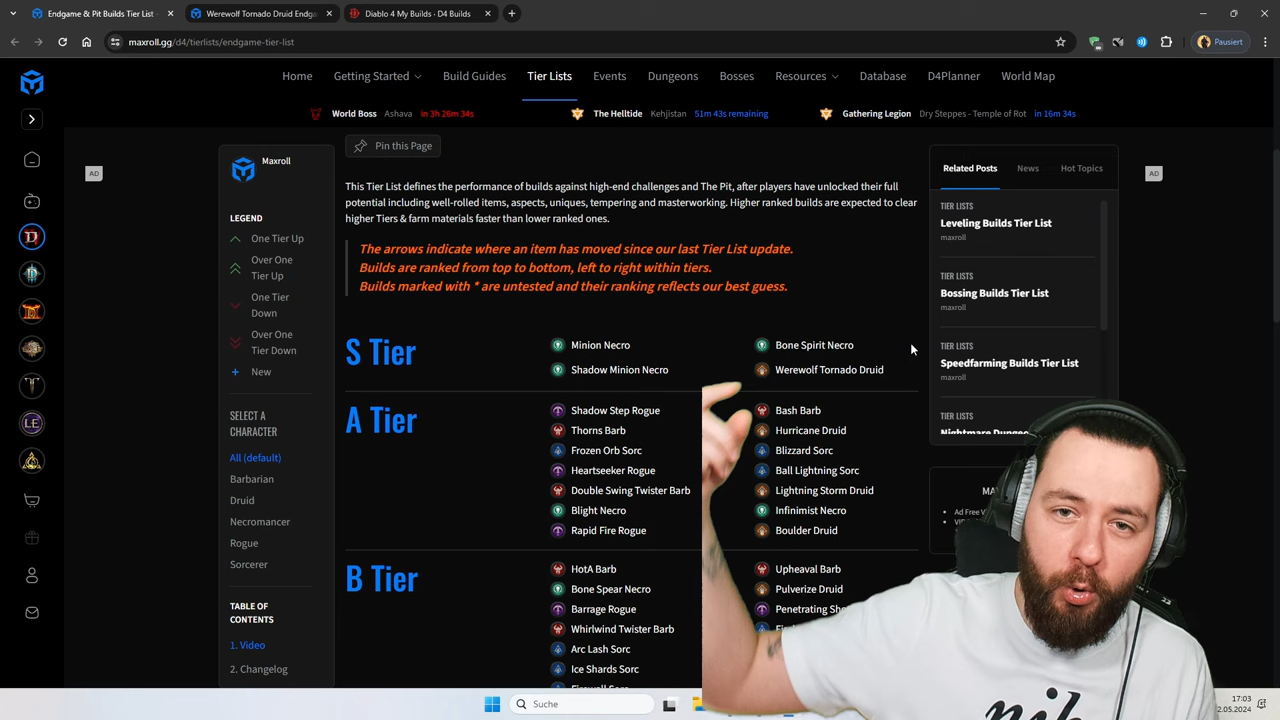 Endgame & Pit Builds Tier List
Werewolf Tornado Druid Endg
Diablo 4 My Builds · D4 Builds
maxroll.gg/d4/tierlists/endgame-tier-list
Pausiert
Home
Getting Started
Build Guides
Tier Lists
Events
Dungeons
Bosses
Resources
Database
D4Planner
World Map
World Boss Ashava in 3h 26m 34s
The Helltide Kehjistan 51m 43s remaining
Gathering Legion Dry Steppes - Temple of Rot in 16m 34s
AD
Maxroll
LEGEND
One Tier Up
Over One
Tier Up
One Tier
Down
Over One
Tier Down
New
SELECT A
CHARACTER
All (default)
Barbarian
Druid
Necromancer
Rogue
Sorcerer
TABLE OF
CONTENTS
1. Video
2. Changelog
Pin this Page
This Tier List defines the performance of builds against high-end challenges and The Pit, after players have unlocked their full
potential including well-rolled items, aspects, uniques, tempering and masterworking. Higher ranked builds are expected to clear
higher Tiers & farm materials faster than lower ranked ones.
The arrows indicate where an item has moved since our last Tier List update.
Builds are ranked from top to bottom, left to right within tiers.
Builds marked with * are untested and their ranking reflects our best guess.
S Tier
Minion Necro
Bone Spirit Necro
Shadow Minion Necro
Werewolf Tornado Druid
A Tier
Shadow Step Rogue
Bash Barb
Thorns Barb
Hurricane Druid
Frozen Orb Sorc
Blizzard Sorc
Heartseeker Rogue
Ball Lightning Sorc
Double Swing Twister Barb
Lightning Storm Druid
Blight Necro
Infinimist Necro
Rapid Fire Rogue
Boulder Druid
B Tier
HotA Barb
Upheaval Barb
Bone Spear Necro
Pulverize Druid
Barrage Rogue
Penetrating Sh
Whirlwind Twister Barb
Arc Lash Sorc
Ice Shards Sorc
Related Posts
News
Hot Topics
TIER LISTS
Leveling Builds Tier List
maxroll
TIER LISTS
Bossing Builds Tier List
maxroll
TIER LISTS
Speedfarming Builds Tier List
maxroll
TIER LISTS
AD
Ad Free
Suche
17:03
2.05.2024